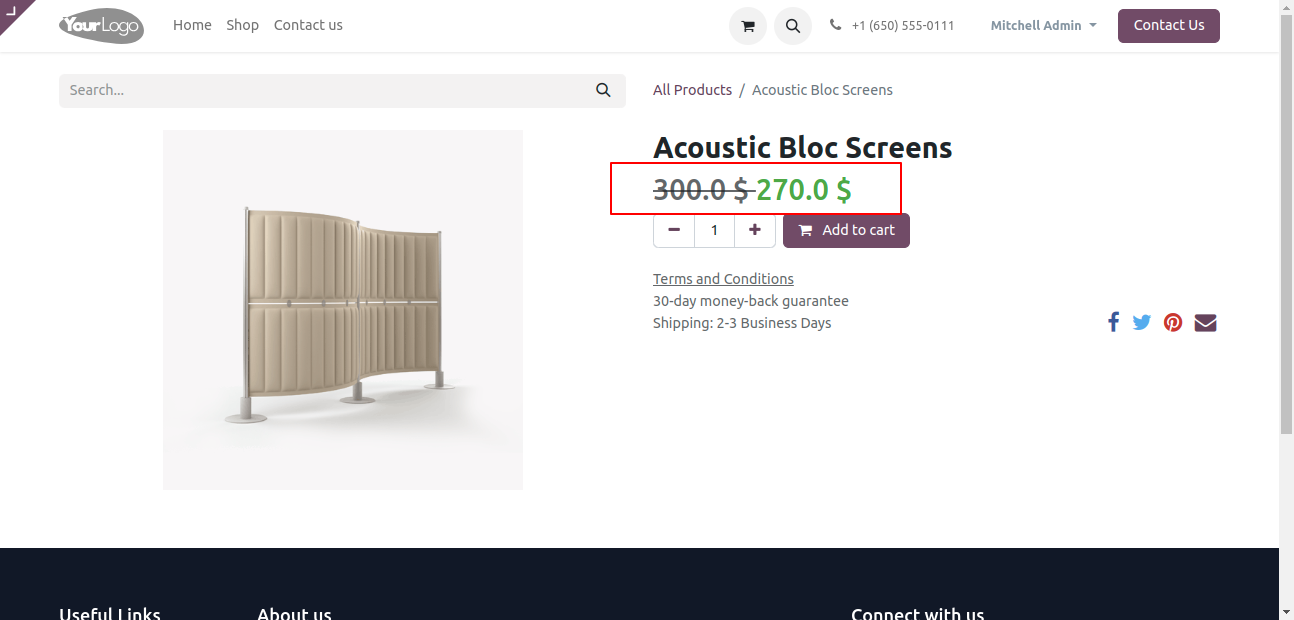 YourLogo
Home Shop Contact us
+1 (650) 555-0111
Mitchell Admin
Contact Us
Search...
All Products / Acoustic Bloc Screens
Acoustic Bloc Screens
300.0 $ 270.0 $
1
Add to cart
Terms and Conditions
30-day money-back guarantee
Shipping: 2-3 Business Days
Useful Links
About us
Connect with us